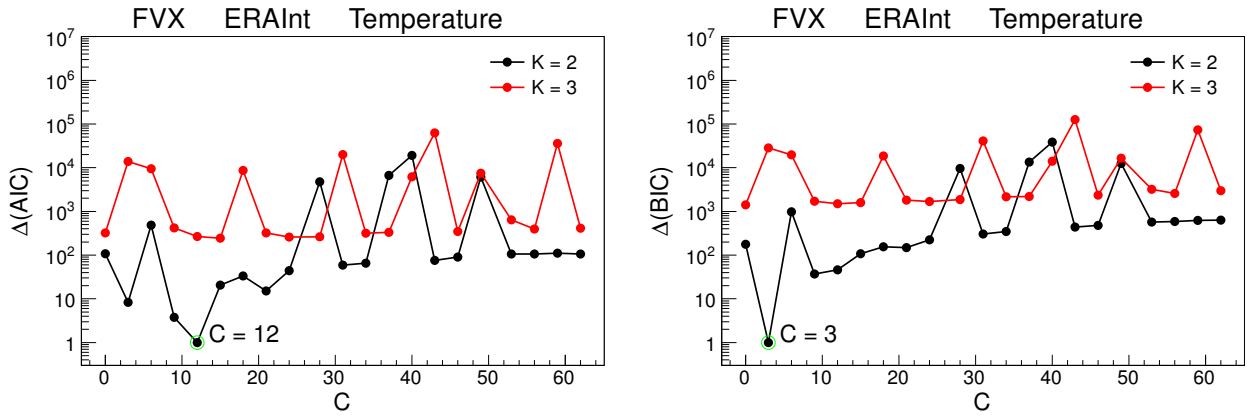 FVX ERAInt Temperature
Δ(AIC)
10^7
10^6
10^5
10^4
10^3
10^2
10
1
K = 2
K = 3
C = 12
0 10 20 30 40 50 60
C
FVX ERAInt Temperature
Δ(BIC)
10^7
10^6
10^5
10^4
10^3
10^2
10
1
K = 2
K = 3
C = 3
0 10 20 30 40 50 60
C